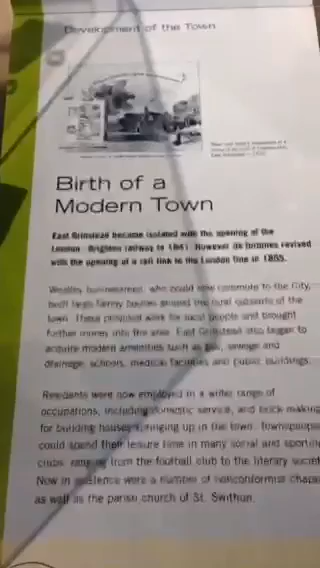 Development of the Town
Birth of a
Modern Town
East Grinstead became isolated with the opening of the
London - Brighton railway in 1841. However its fortunes revived
with the opening of a rail link to the London line in 1855.
Wealthy businessmen, who could now commute to the City,
built large family houses around the rural outskirts of the
town. These provided work for local people and brought
further money into the area. East Grinstead also began to
acquire modern amenities such as gas, sewage and
drainage, schools, medical facilities and public buildings.
Residents were now employed in a wider range of
occupations, including domestic service, and brick making
for building houses springing up in the town. Townspeople
could spend their leisure time in many social and sporting
clubs ranging from the football club to the literary societ
Now in existence were a number of nonconformist chape
as well as the parish church of St. Swithun.